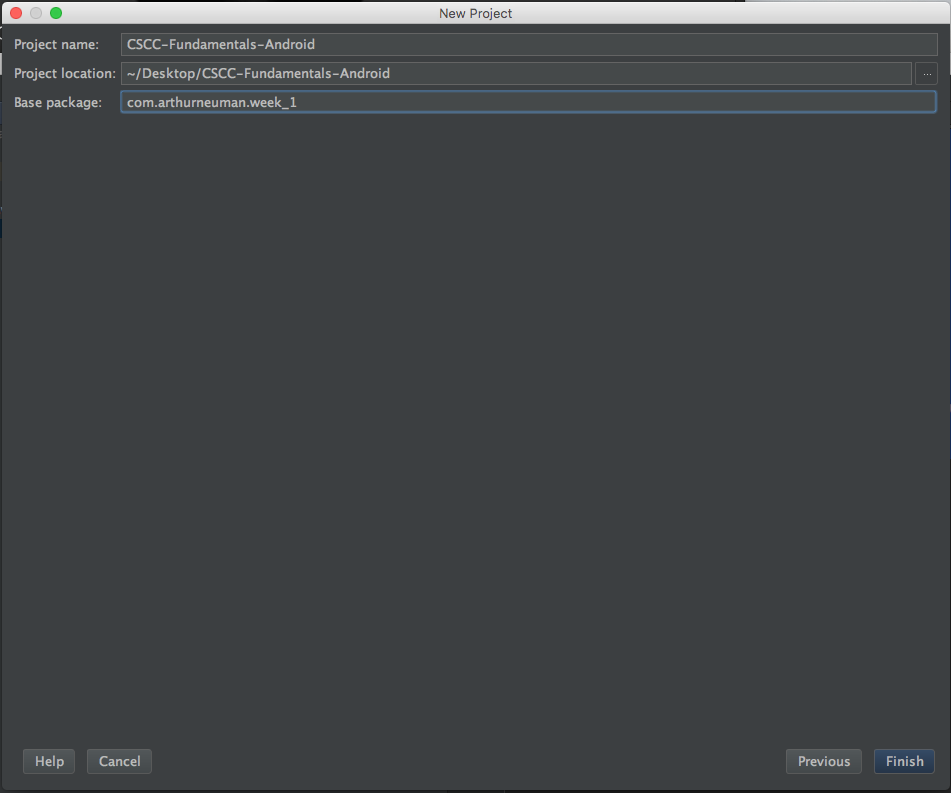 New Project
Project name: CSCC-Fundamentals-Android
Project location: ~/Desktop/CSCC-Fundamentals-Android ...
Base package: com.arthurneuman.week_1
Help Cancel Previous Finish